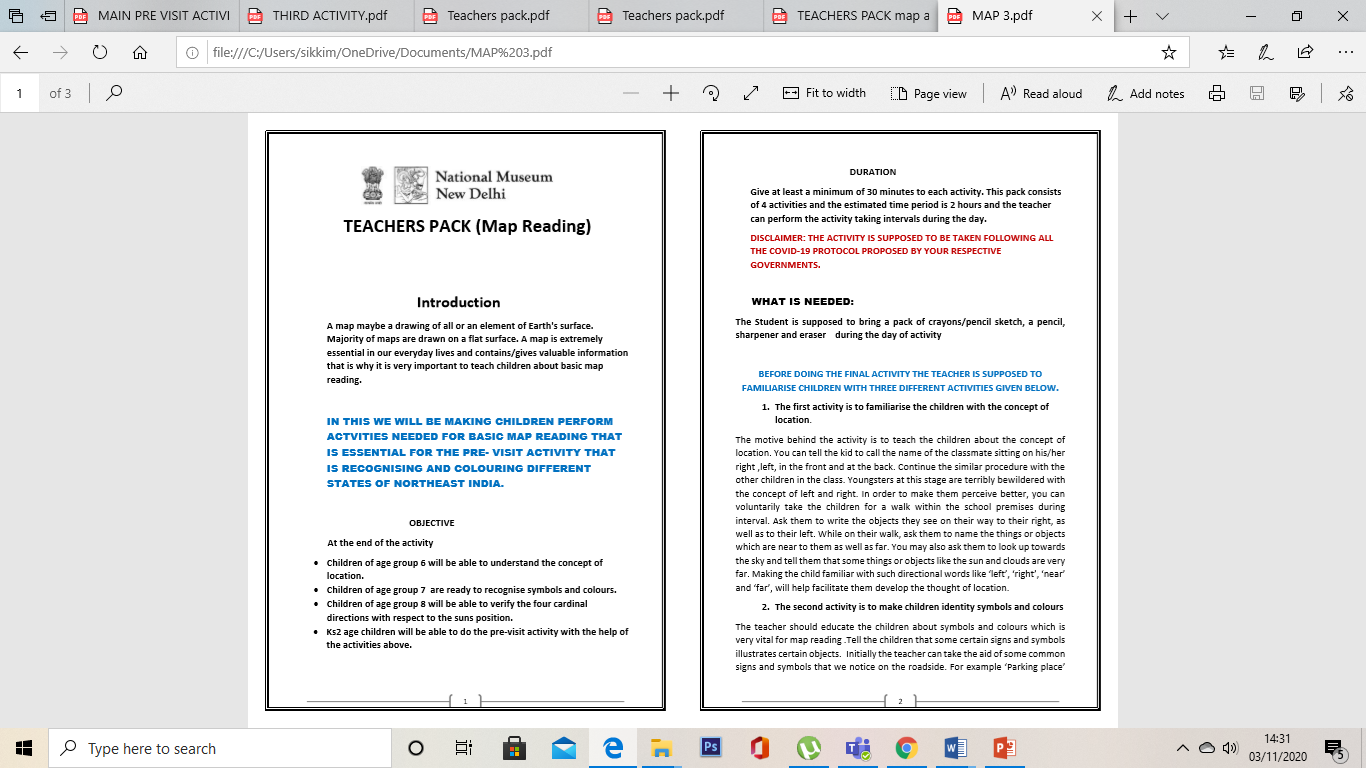 MAIN PRE VISIT ACTIVI
THIRD ACTIVITY.pdf
Teachers pack.pdf
Teachers pack.pdf
TEACHERS PACK map a
MAP 3.pdf
file:///C:/Users/sikkim/OneDrive/Documents/MAP%203.pdf
1 of 3
Fit to width
Page view
Read aloud
Add notes
National Museum
New Delhi
TEACHERS PACK (Map Reading)
Introduction
A map maybe a drawing of all or an element of Earth's surface.
Majority of maps are drawn on a flat surface. A map is extremely
essential in our everyday lives and contains/gives valuable information
that is why it is very important to teach children about basic map
reading.
IN THIS WE WILL BE MAKING CHILDREN PERFORM
ACTVITIES NEEDED FOR BASIC MAP READING THAT
IS ESSENTIAL FOR THE PRE- VISIT ACTIVITY THAT
IS RECOGNISING AND COLOURING DIFFERENT
STATES OF NORTHEAST INDIA.
OBJECTIVE
At the end of the activity
• Children of age group 6 will be able to understand the concept of
location.
• Children of age group 7 are ready to recognise symbols and colours.
• Children of age group 8 will be able to verify the four cardinal
directions with respect to the suns position.
• Ks2 age children will be able to do the pre-visit activity with the help of
the activities above.
1
DURATION
Give at least a minimum of 30 minutes to each activity. This pack consists
of 4 activities and the estimated time period is 2 hours and the teacher
can perform the activity taking intervals during the day.
DISCLAIMER: THE ACTIVITY IS SUPPOSED TO BE TAKEN FOLLOWING ALL
THE COVID-19 PROTOCOL PROPOSED BY YOUR RESPECTIVE
GOVERNMENTS.
WHAT IS NEEDED:
The Student is supposed to bring a pack of crayons/pencil sketch, a pencil,
sharpener and eraser during the day of activity
BEFORE DOING THE FINAL ACTIVITY THE TEACHER IS SUPPOSED TO
FAMILIARISE CHILDREN WITH THREE DIFFERENT ACTIVITIES GIVEN BELOW.
1. The first activity is to familiarise the children with the concept of
location.
The motive behind the activity is to teach the children about the concept of
location. You can tell the kid to call the name of the classmate sitting on his/her
right ,left, in the front and at the back. Continue the similar procedure with the
other children in the class. Youngsters at this stage are terribly bewildered with
the concept of left and right. In order to make them perceive better, you can
voluntarily take the children for a walk within the school premises during
interval. Ask them to write the objects they see on their way to their right, as
well as to their left. While on their walk, ask them to name the things or objects
which are near to them as well as far. You may also ask them to look up towards
the sky and tell them that some things or objects like the sun and clouds are very
far. Making the child familiar with such directional words like ‘left’, ‘right’, ‘near’
and ‘far’, will help facilitate them develop the thought of location.
2. The second activity is to make children identity symbols and colours
The teacher should educate the children about symbols and colours which is
very vital for map reading .Tell the children that some certain signs and symbols
illustrates certain objects. Initially the teacher can take the aid of some common
signs and symbols that we notice on the roadside. For example ‘Parking place’
2
Type here to search
14:31
03/11/2020
5